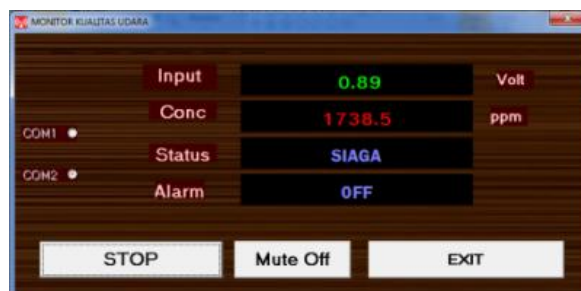 MONITOR KUALITAS UDARA
Input 0.89 Volt
Conc 1738.5 ppm
COM1
Status SIAGA
COM2
Alarm OFF
STOP Mute Off EXIT